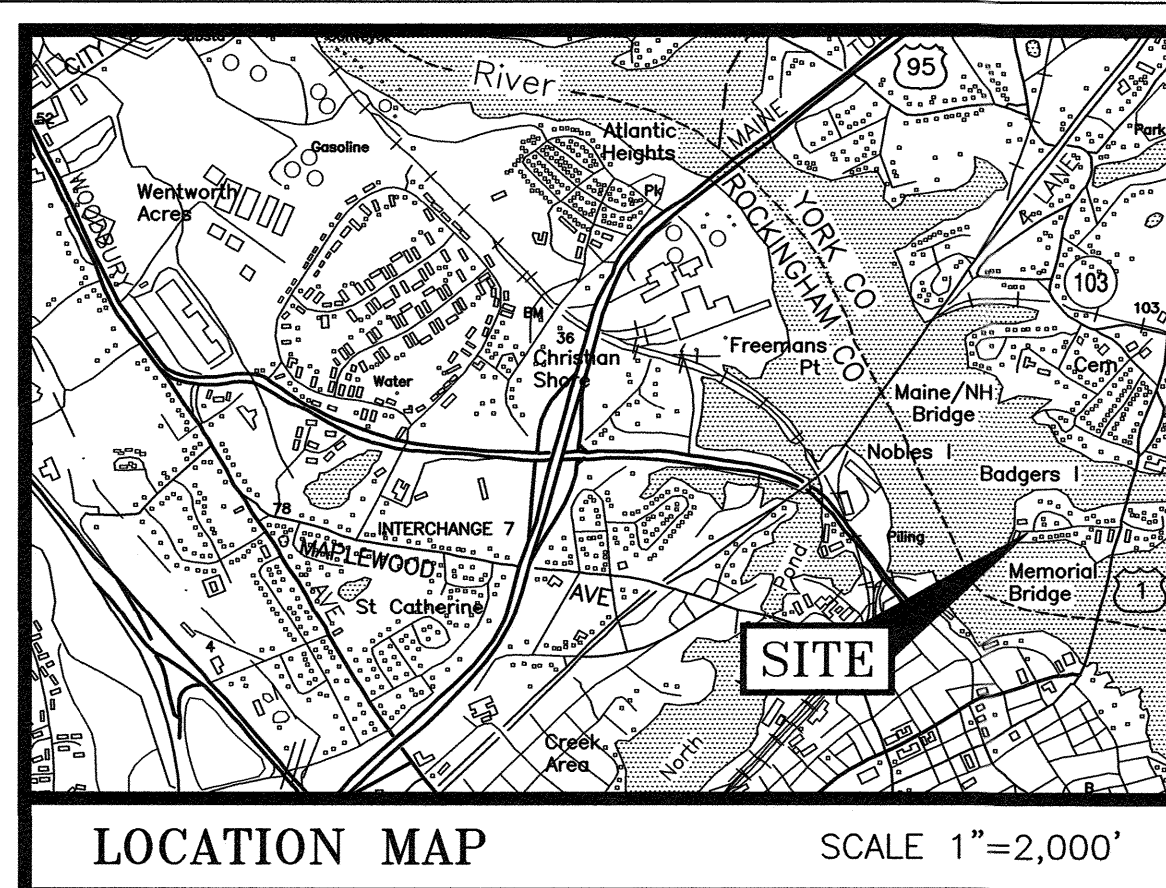 CITY
Substa
Conveyor
River
95
MAINE
TU
52
Gasoline
Atlantic
Heights
Park
Wentworth
Acres
Pk
LANE
WOODBURY
ROCKINGHAM CO
YORK CO
103
103
BM
36
Christian
Shore
Freemans
Pt
Cem
Water
Maine/NH
Bridge
Nobles I
Badgers I
78
INTERCHANGE 7
MAPLEWOOD
AVE
Piling
AVE
St Catherine
Pond
Memorial
Bridge
1
4
SITE
Creek
Area
North
B
LOCATION MAP
SCALE 1"=2,000'